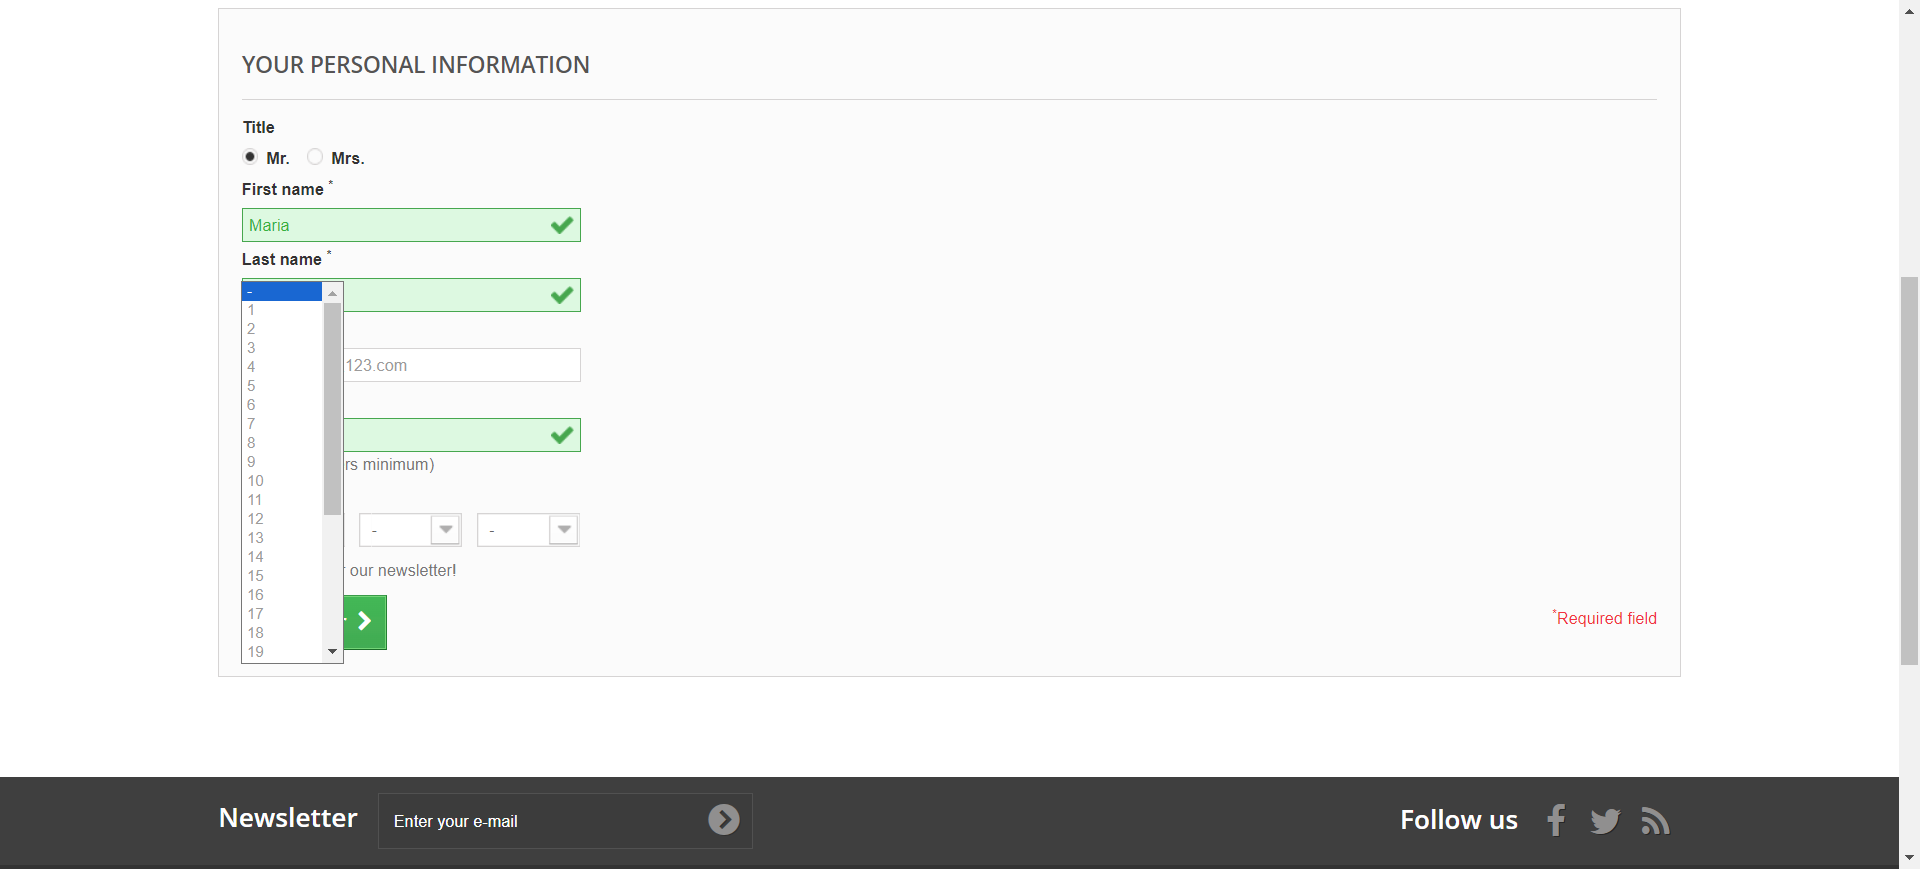 YOUR PERSONAL INFORMATION
Title
Mr. Mrs.
First name *
Maria
Last name *
-
1
2
3
123.com
4
5
6
7
8
9
rs minimum)
10
11
12
- -
13
14
our newsletter!
15
16
17
*Required field
18
19
Newsletter Enter your e-mail Follow us